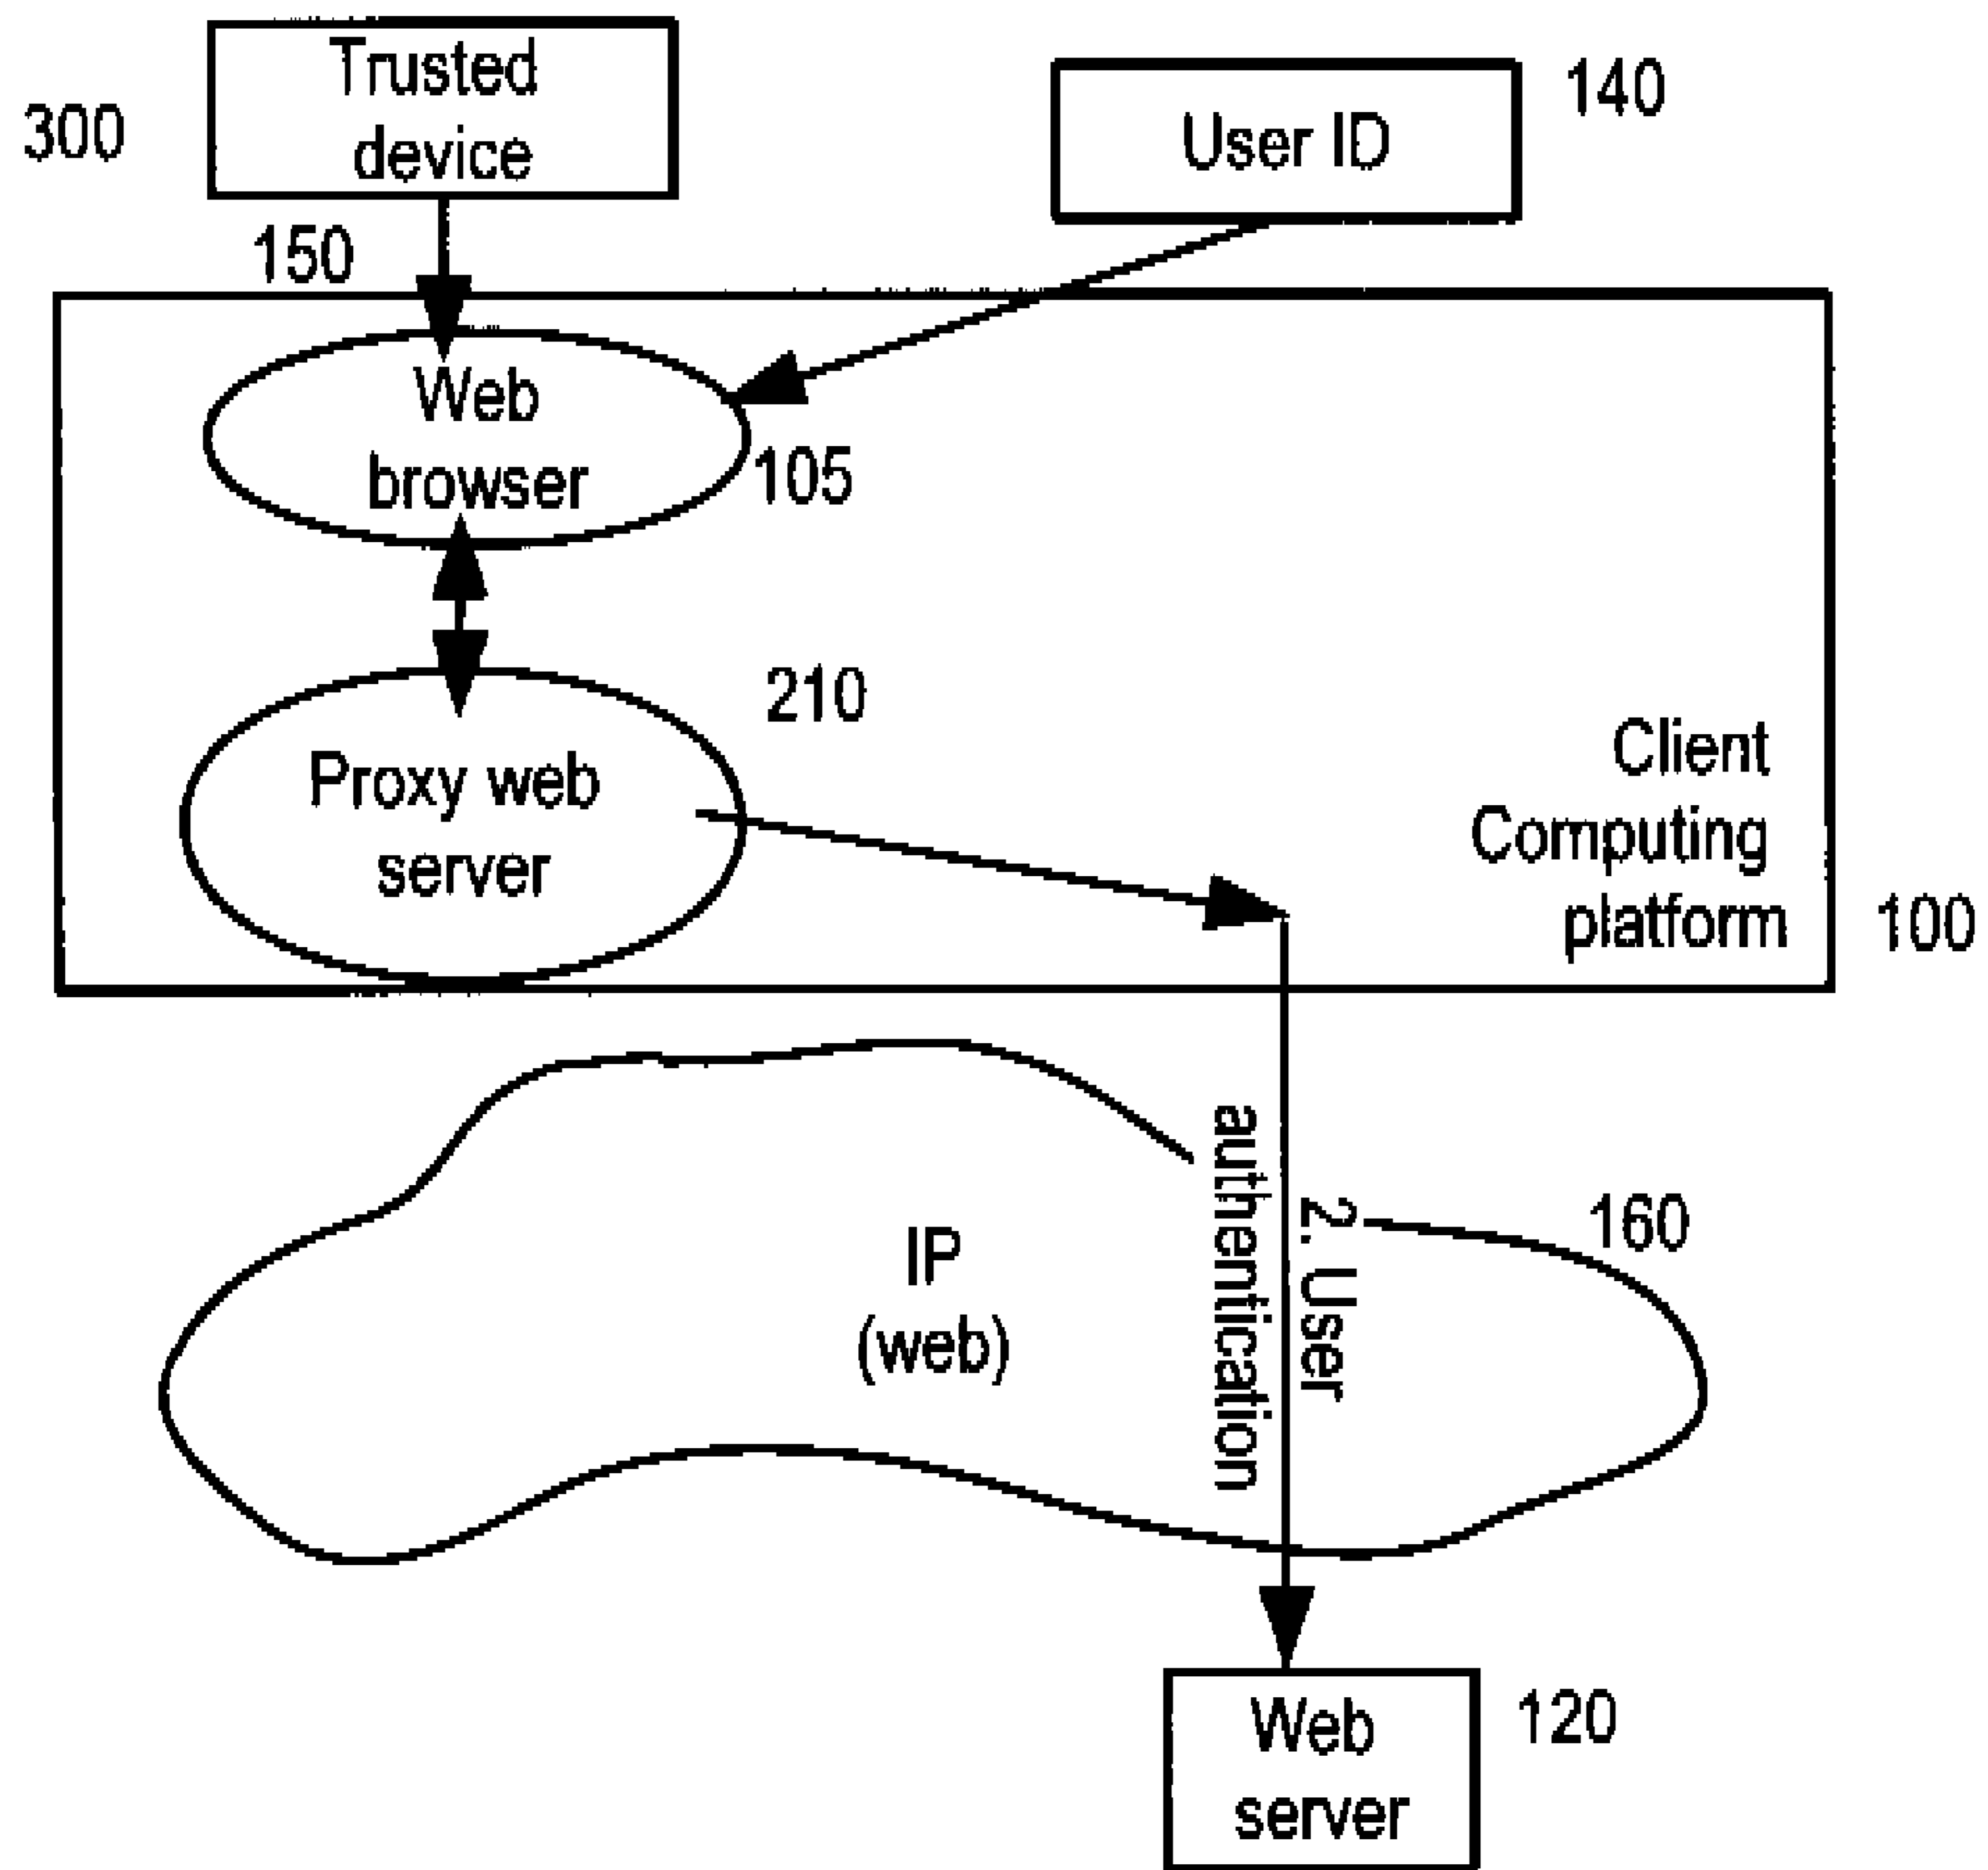 Trusted
device
300
User ID
140
150
Web
browser
105
210
Proxy web
server
Client
Computing
platform
100
2. User
authentication
160
IP
(web)
Web
server
120